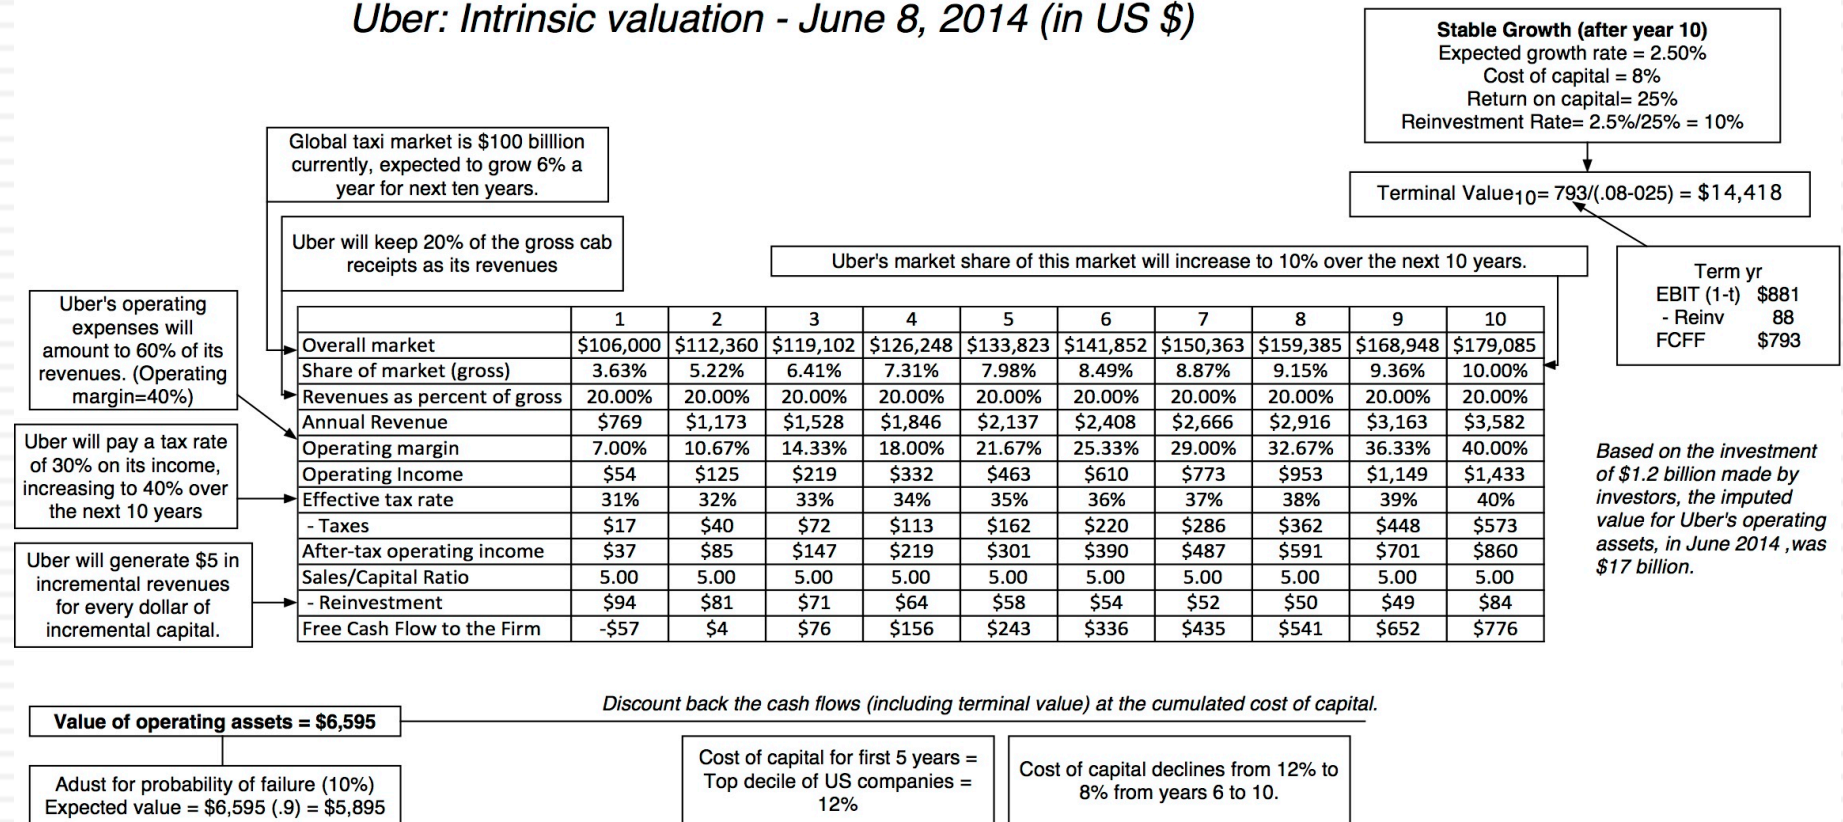 Uber: Intrinsic valuation - June 8, 2014 (in US $)
Stable Growth (after year 10)
Expected growth rate = 2.50%
Cost of capital = 8%
Return on capital= 25%
Reinvestment Rate= 2.5%/25% = 10%
Global taxi market is $100 billlion
currently, expected to grow 6% a
year for next ten years.
Terminal Value10= 793/(.08-025) = $14,418
Uber will keep 20% of the gross cab
receipts as its revenues
Uber's market share of this market will increase to 10% over the next 10 years.
Term yr
EBIT (1-t) $881
- Reinv 88
FCFF $793
Uber's operating
expenses will
amount to 60% of its
revenues. (Operating
margin=40%)
Uber will pay a tax rate
of 30% on its income,
increasing to 40% over
the next 10 years
Uber will generate $5 in
incremental revenues
for every dollar of
incremental capital.
1 2 3 4 5 6 7 8 9 10
Overall market $106,000 $112,360 $119,102 $126,248 $133,823 $141,852 $150,363 $159,385 $168,948 $179,085
Share of market (gross) 3.63% 5.22% 6.41% 7.31% 7.98% 8.49% 8.87% 9.15% 9.36% 10.00%
Revenues as percent of gross 20.00% 20.00% 20.00% 20.00% 20.00% 20.00% 20.00% 20.00% 20.00% 20.00%
Annual Revenue $769 $1,173 $1,528 $1,846 $2,137 $2,408 $2,666 $2,916 $3,163 $3,582
Operating margin 7.00% 10.67% 14.33% 18.00% 21.67% 25.33% 29.00% 32.67% 36.33% 40.00%
Operating Income $54 $125 $219 $332 $463 $610 $773 $953 $1,149 $1,433
Effective tax rate 31% 32% 33% 34% 35% 36% 37% 38% 39% 40%
- Taxes $17 $40 $72 $113 $162 $220 $286 $362 $448 $573
After-tax operating income $37 $85 $147 $219 $301 $390 $487 $591 $701 $860
Sales/Capital Ratio 5.00 5.00 5.00 5.00 5.00 5.00 5.00 5.00 5.00 5.00
- Reinvestment $94 $81 $71 $64 $58 $54 $52 $50 $49 $84
Free Cash Flow to the Firm -$57 $4 $76 $156 $243 $336 $435 $541 $652 $776
Based on the investment
of $1.2 billion made by
investors, the imputed
value for Uber's operating
assets, in June 2014 ,was
$17 billion.
Discount back the cash flows (including terminal value) at the cumulated cost of capital.
Value of operating assets = $6,595
Adust for probability of failure (10%)
Expected value = $6,595 (.9) = $5,895
Cost of capital for first 5 years =
Top decile of US companies =
12%
Cost of capital declines from 12% to
8% from years 6 to 10.